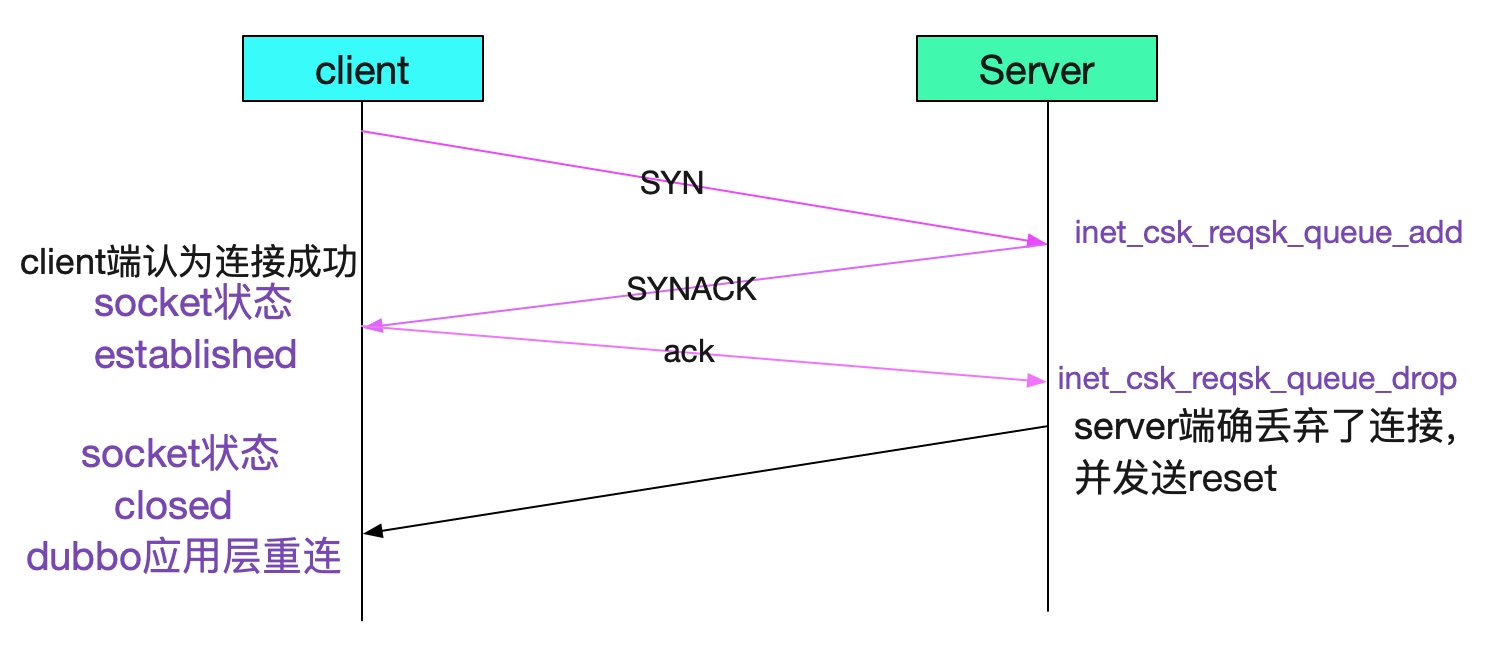 client
Server
SYN
inet_csk_reqsk_queue_add
client端认为连接成功
socket状态
established
SYNACK
ack
inet_csk_reqsk_queue_drop
server端确丢弃了连接，
并发送reset
socket状态
closed
dubbo应用层重连